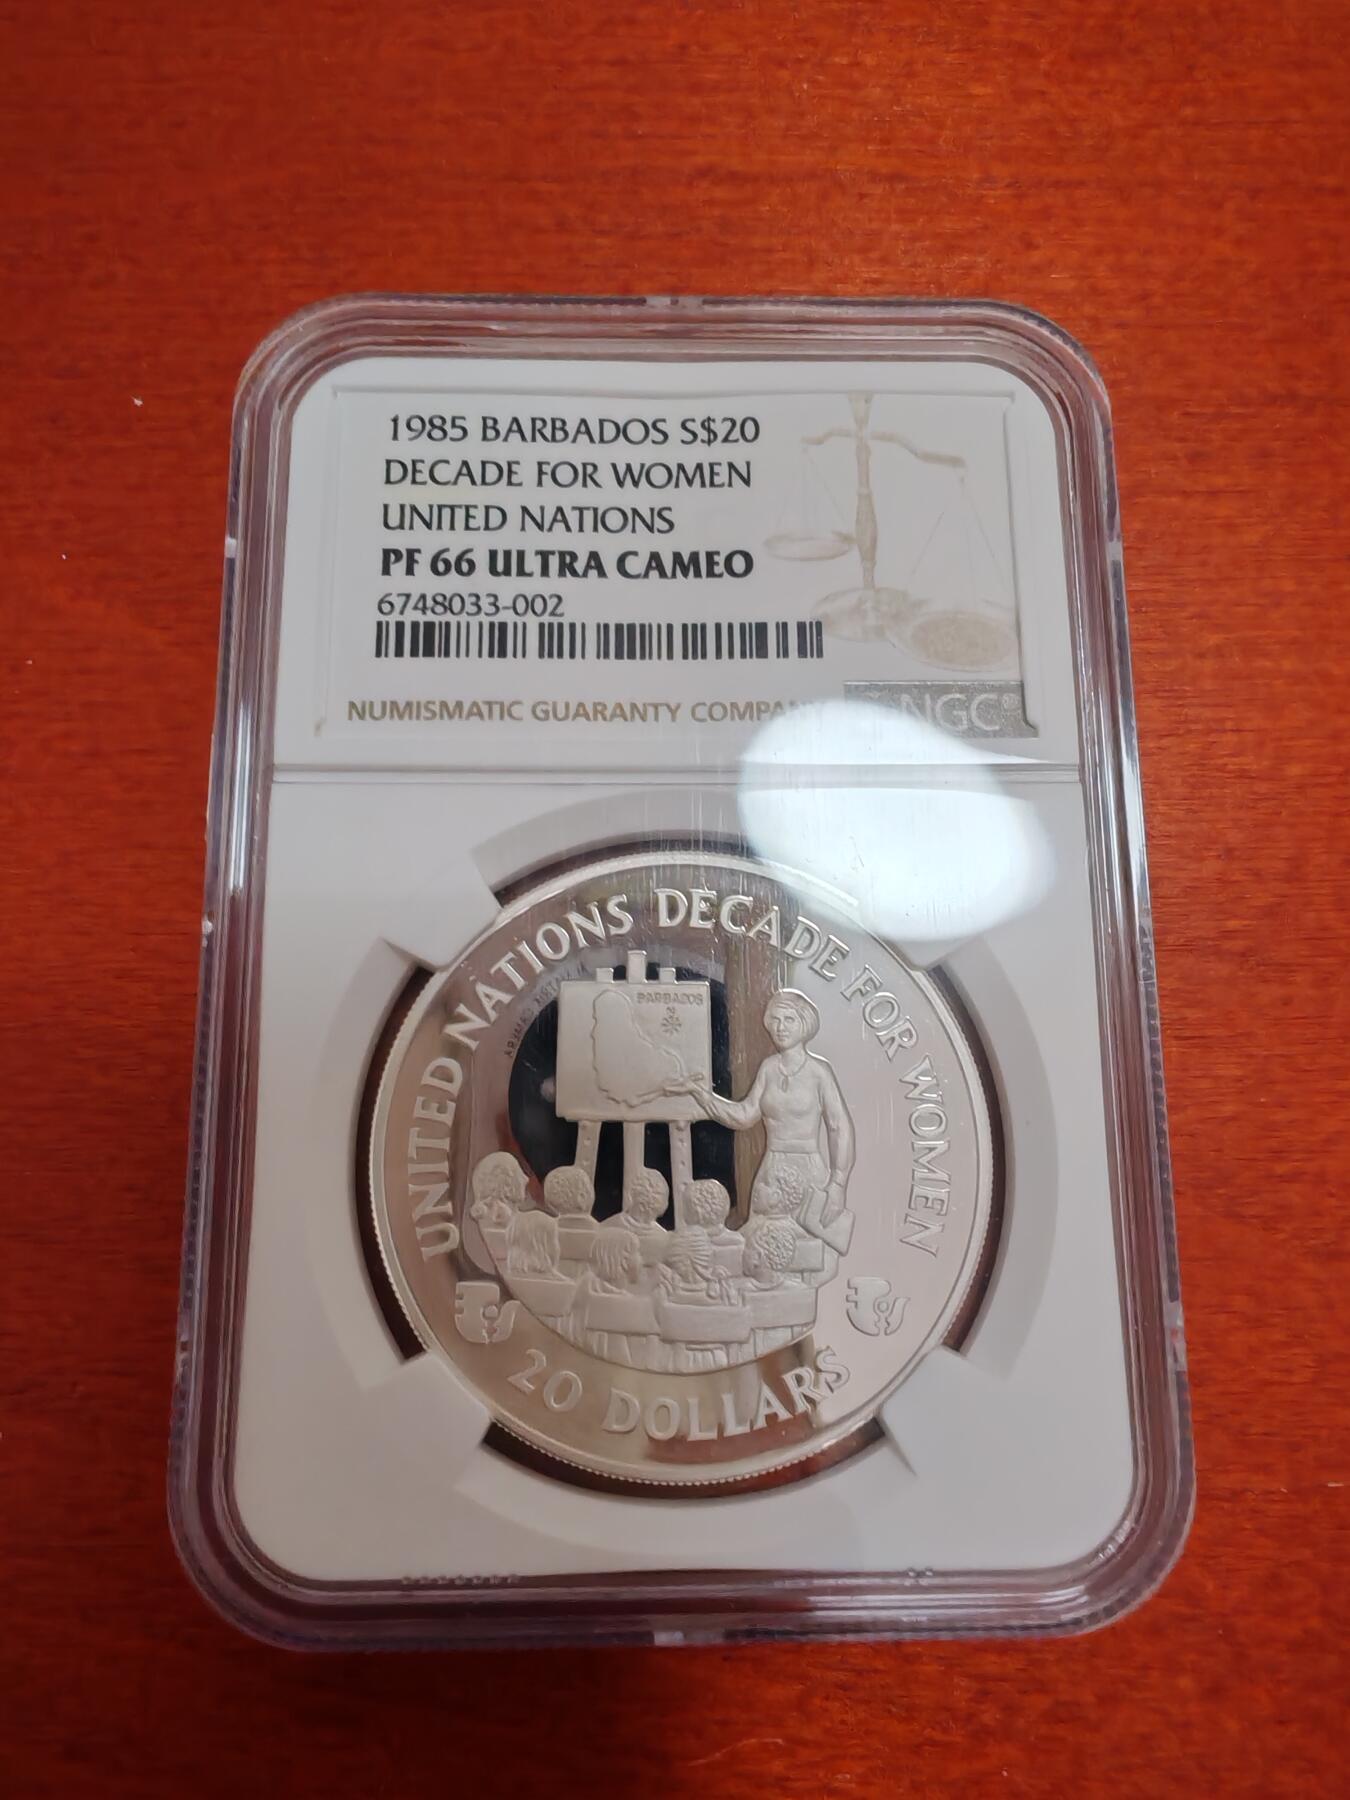 1985 BARBADOS S$20
DECADE FOR WOMEN
UNITED NATIONS
PF 66 ULTRA CAMEO
6748033-002
NUMISMATIC GUARANTY COMPANY
NGC
UNITED NATIONS DECADE FOR WOMEN
BARBADOS
20 DOLLARS